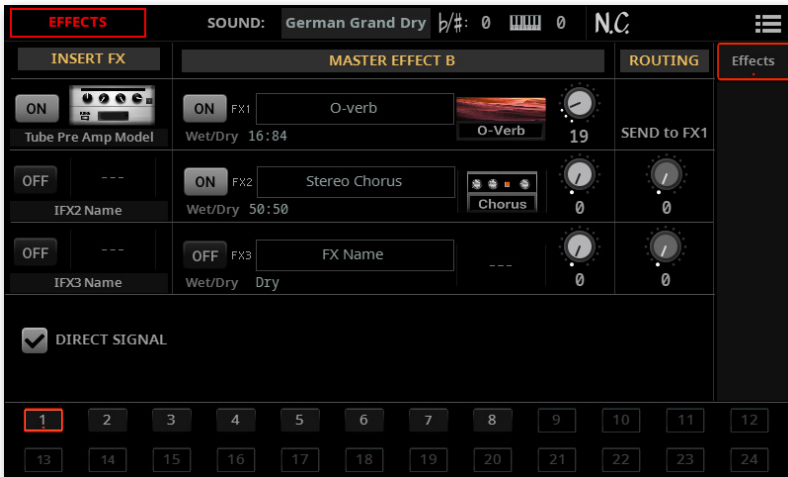 EFFECTS SOUND: German Grand Dry ♭/♯: 0 0 N.C.
INSERT FX MASTER EFFECT B ROUTING Effects
ON ON FX1 O-verb
Tube Pre Amp Model Wet/Dry 16:84 O-Verb 19 SEND to FX1
OFF --- ON FX2 Stereo Chorus
IFX2 Name Wet/Dry 50:50 Chorus 0 0
OFF --- OFF FX3 FX Name ---
IFX3 Name Wet/Dry Dry 0 0
DIRECT SIGNAL
1 2 3 4 5 6 7 8 9 10 11 12
13 14 15 16 17 18 19 20 21 22 23 24